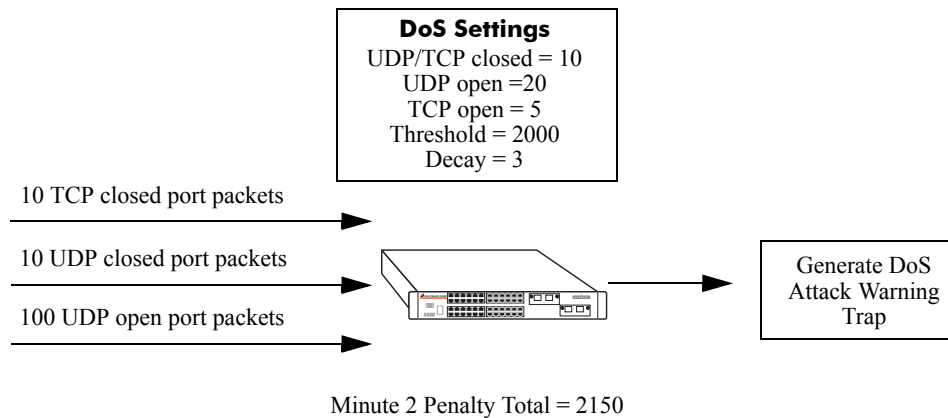 DoS Settings
UDP/TCP closed = 10
UDP open =20
TCP open = 5
Threshold = 2000
Decay = 3
10 TCP closed port packets
10 UDP closed port packets
100 UDP open port packets
Generate DoS
Attack Warning
Trap
Minute 2 Penalty Total = 2150